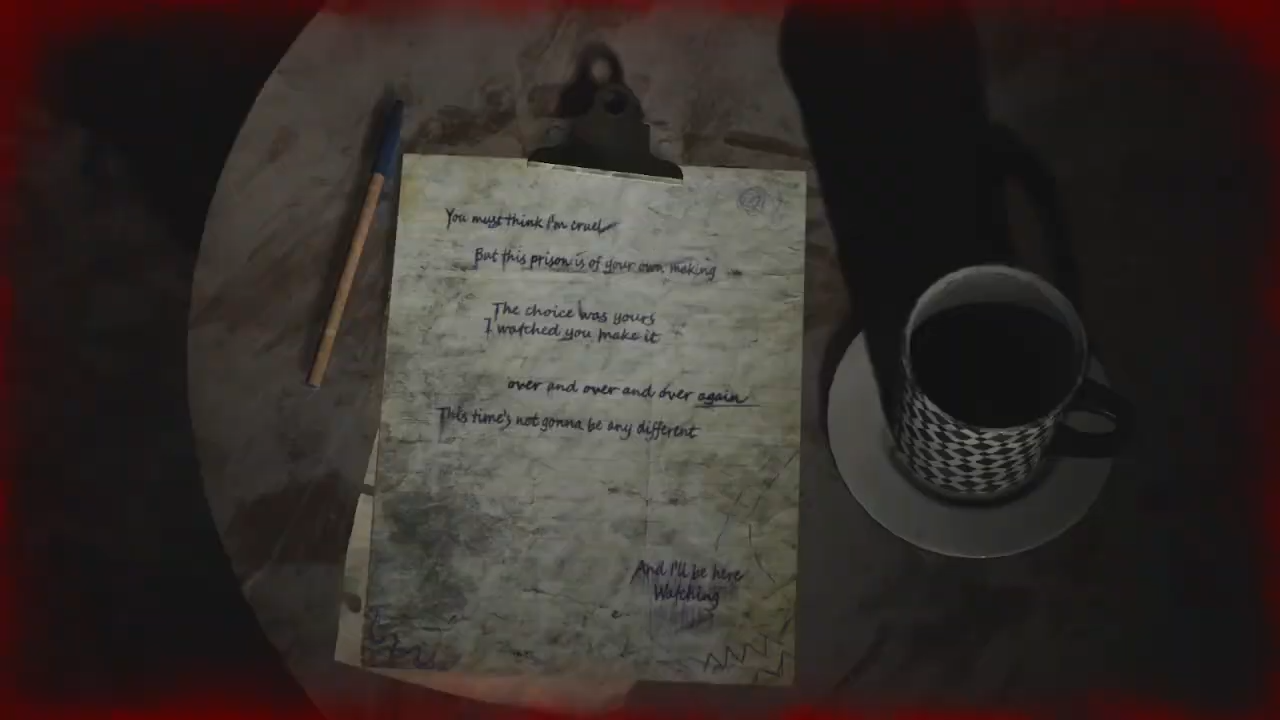 You must think I'm cruel
But this prison is of your own making
The choice was yours
I watched you make it
over and over and over again
This time's not gonna be any different
And I'll be here
Watching